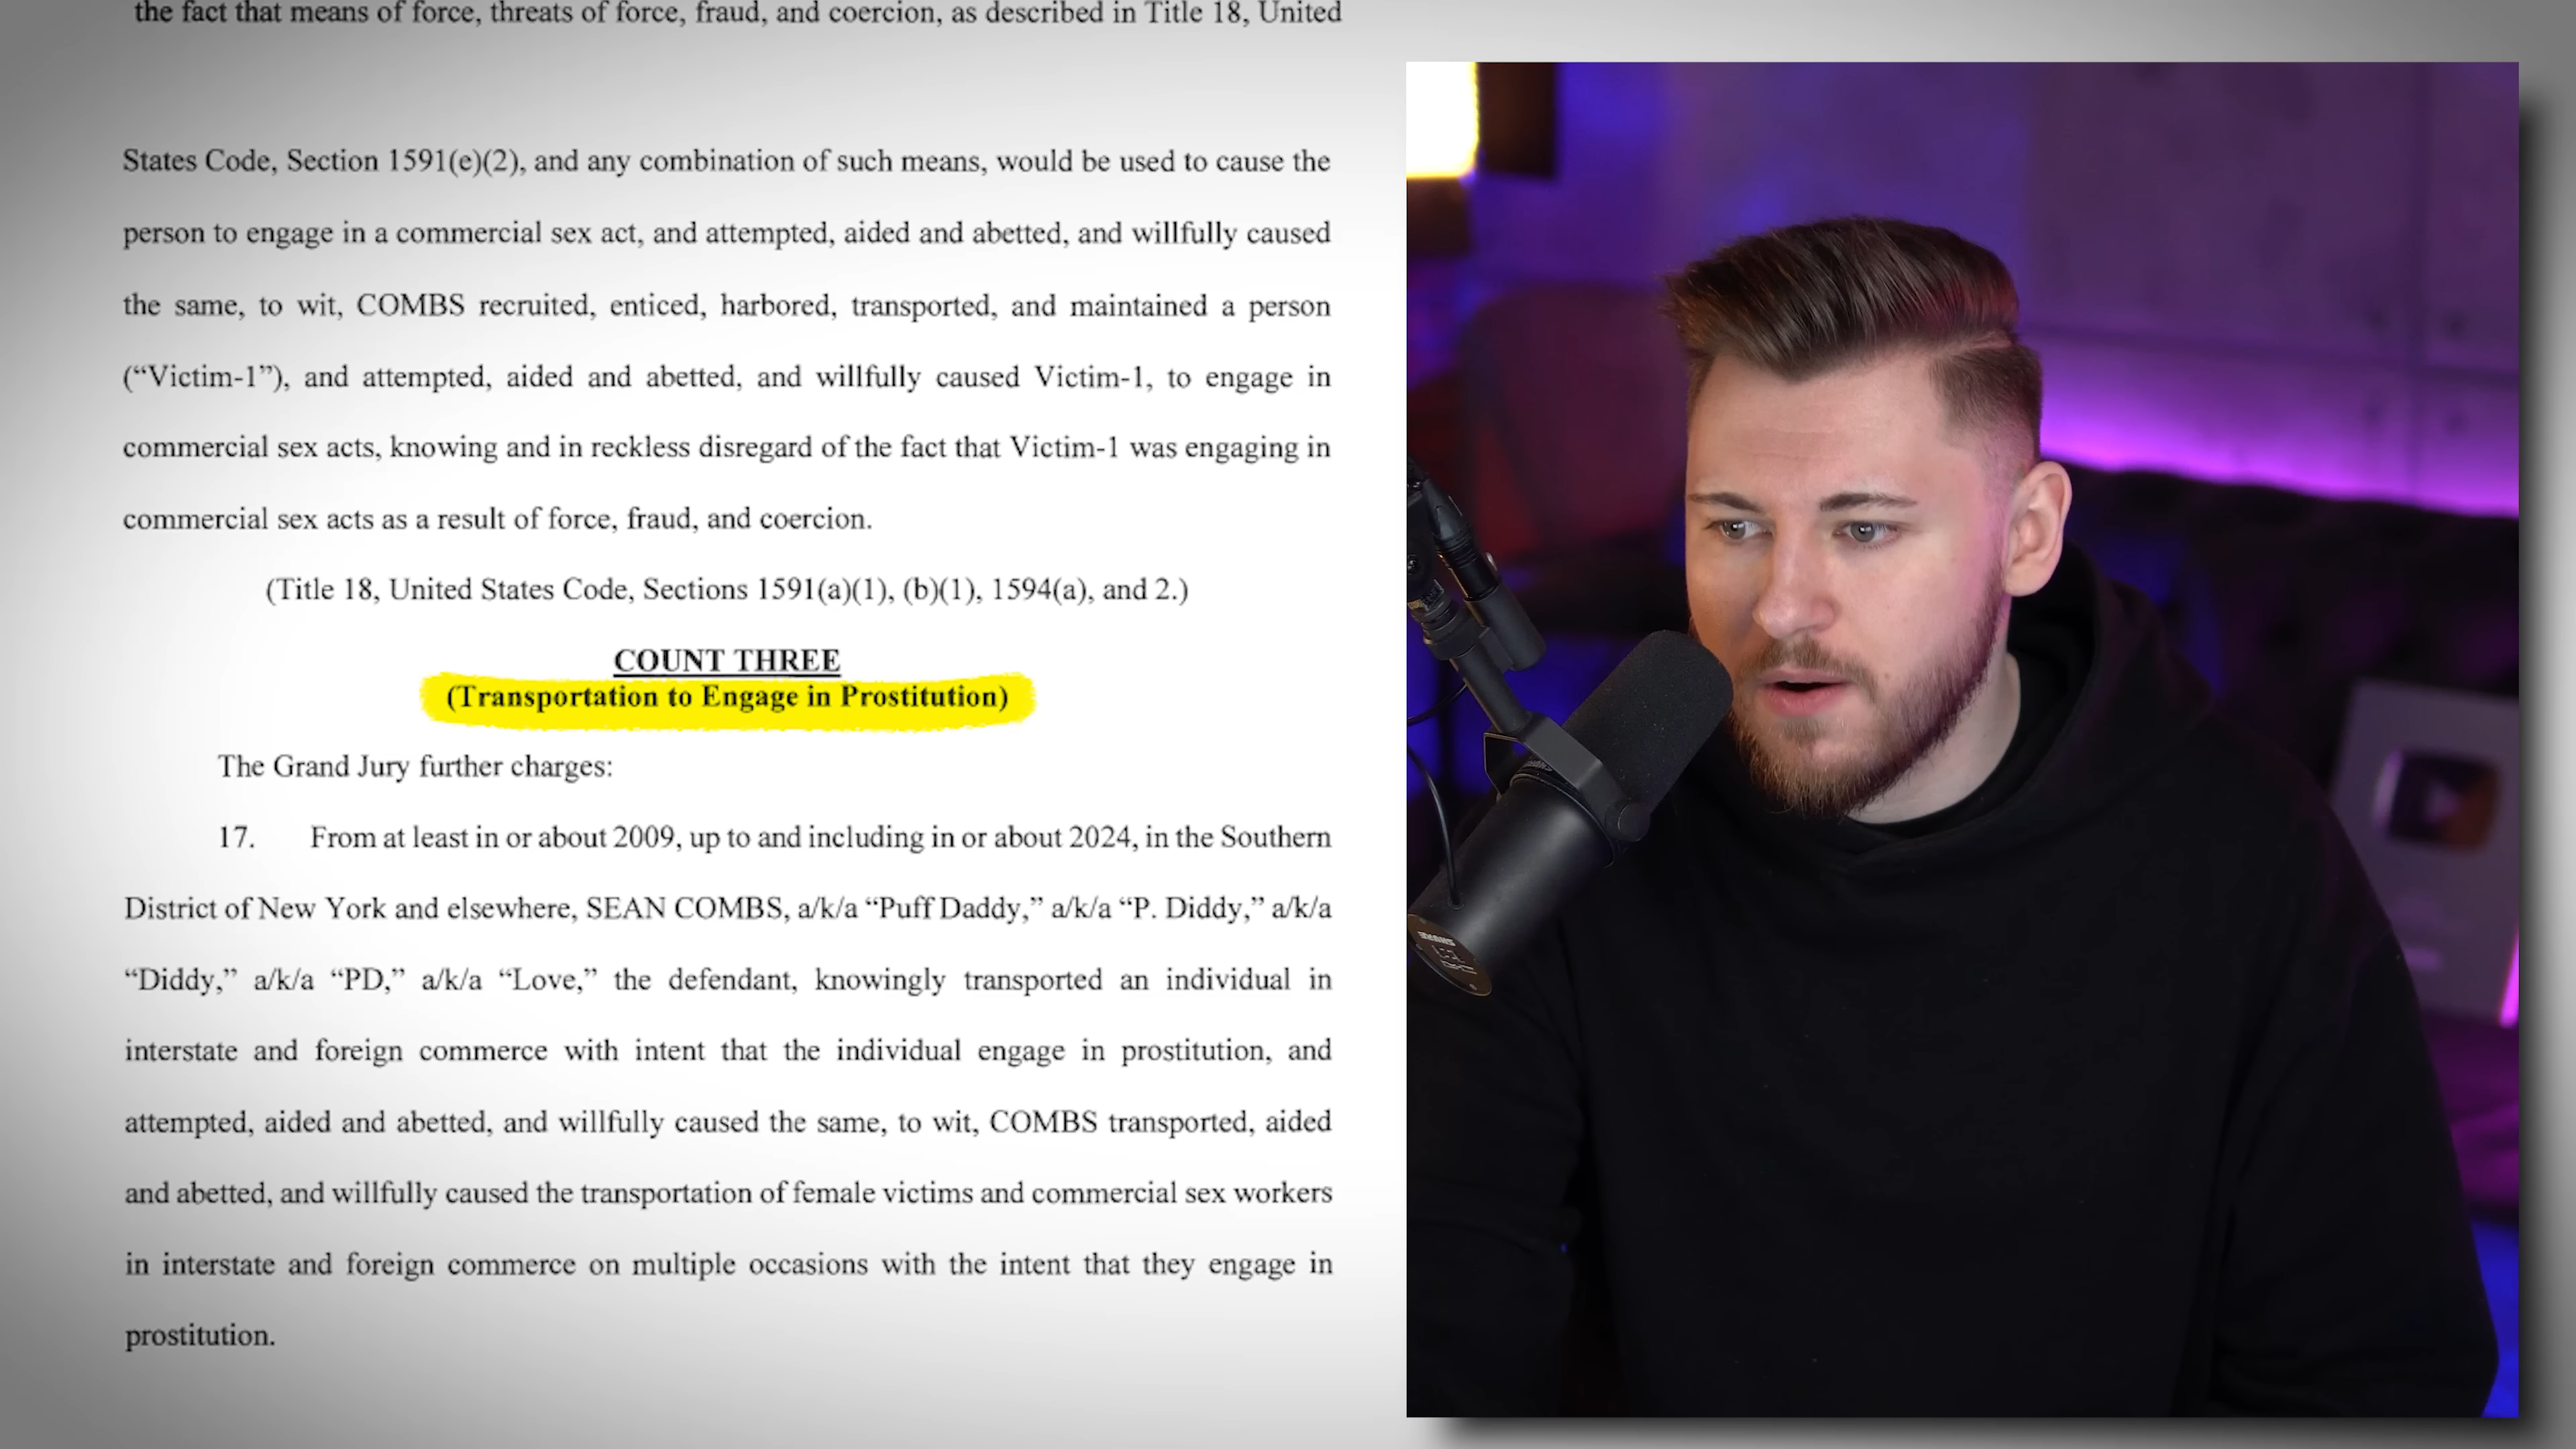 the fact that means of force, threats of force, fraud, and coercion, as described in Title 18, United
States Code, Section 1591(e)(2), and any combination of such means, would be used to cause the
person to engage in a commercial sex act, and attempted, aided and abetted, and willfully caused
the same, to wit, COMBS recruited, enticed, harbored, transported, and maintained a person
(“Victim-1”), and attempted, aided and abetted, and willfully caused Victim-1, to engage in
commercial sex acts, knowing and in reckless disregard of the fact that Victim-1 was engaging in
commercial sex acts as a result of force, fraud, and coercion.
(Title 18, United States Code, Sections 1591(a)(1), (b)(1), 1594(a), and 2.)
COUNT THREE
(Transportation to Engage in Prostitution)
The Grand Jury further charges:
17. From at least in or about 2009, up to and including in or about 2024, in the Southern
District of New York and elsewhere, SEAN COMBS, a/k/a “Puff Daddy,” a/k/a “P. Diddy,” a/k/a
“Diddy,” a/k/a “PD,” a/k/a “Love,” the defendant, knowingly transported an individual in
interstate and foreign commerce with intent that the individual engage in prostitution, and
attempted, aided and abetted, and willfully caused the same, to wit, COMBS transported, aided
and abetted, and willfully caused the transportation of female victims and commercial sex workers
in interstate and foreign commerce on multiple occasions with the intent that they engage in
prostitution.
SHURE